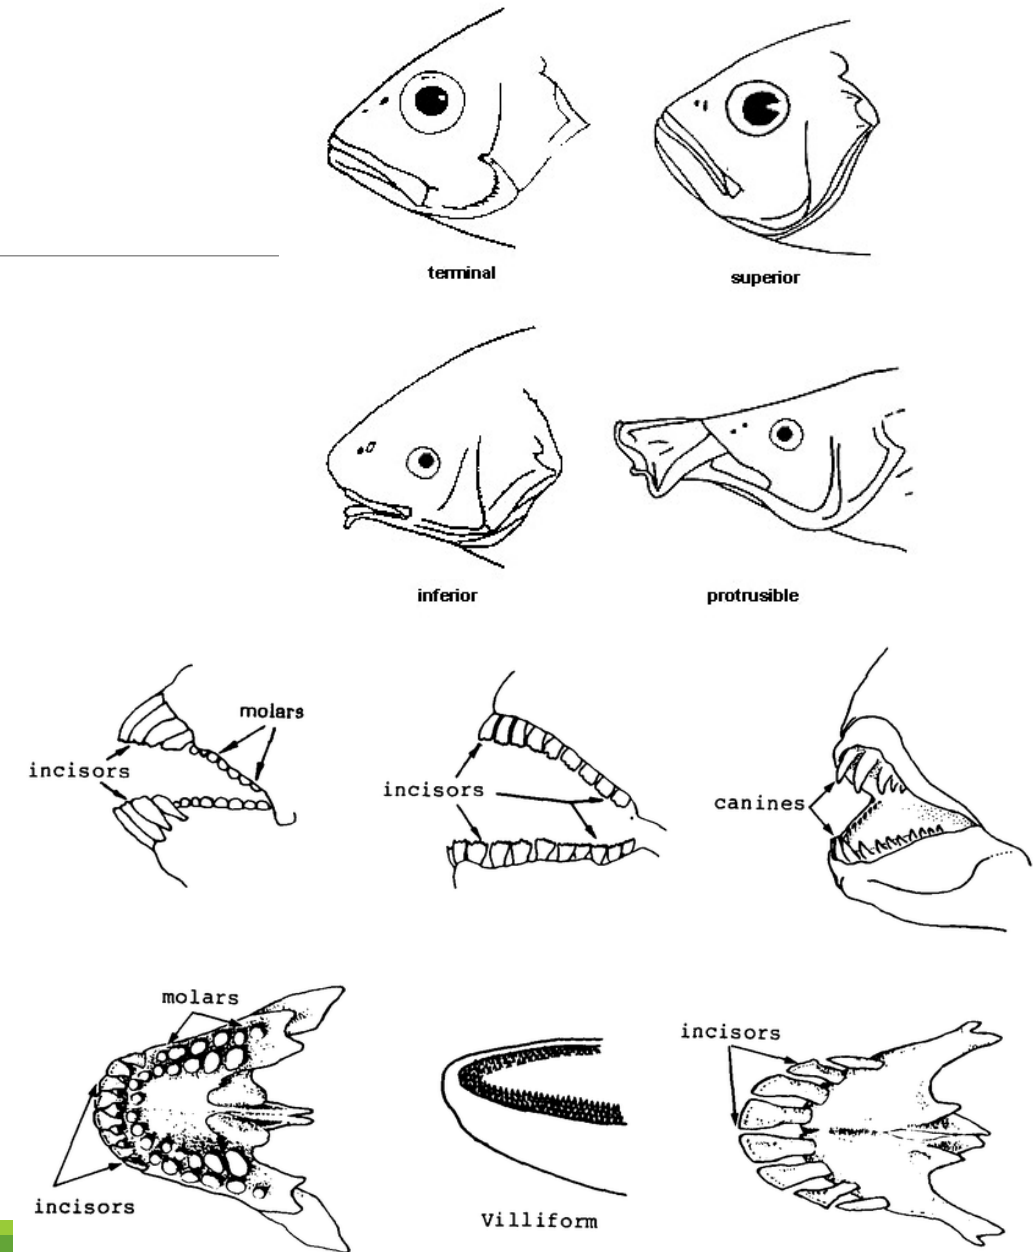 terminal
superior
inferior
protrusible
molars
incisors
incisors
canines
molars
incisors
incisors
Villiform